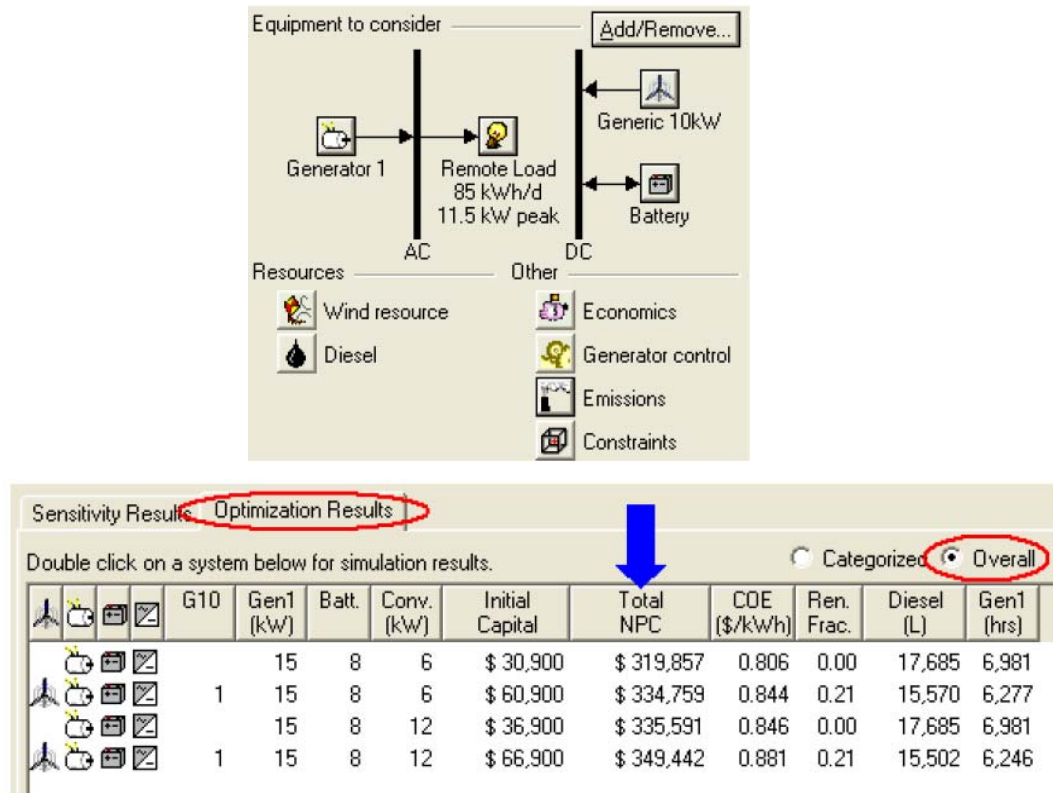 Equipment to consider
Add/Remove...
Generic 10kW
Generator 1
Remote Load
85 kWh/d
11.5 kW peak
Battery
AC
DC
Resources
Other
Wind resource
Economics
Diesel
Generator control
Emissions
Constraints
Sensitivity Results
Optimization Results
Double click on a system below for simulation results.
Categorized
Overall
G10 Gen1 (kW) Batt. Conv. (kW) Initial Capital Total NPC COE ($/kWh) Ren. Frac. Diesel (L) Gen1 (hrs)
15 8 6 $ 30,900 $ 319,857 0.806 0.00 17,685 6,981
1 15 8 6 $ 60,900 $ 334,759 0.844 0.21 15,570 6,277
15 8 12 $ 36,900 $ 335,591 0.846 0.00 17,685 6,981
1 15 8 12 $ 66,900 $ 349,442 0.881 0.21 15,502 6,246